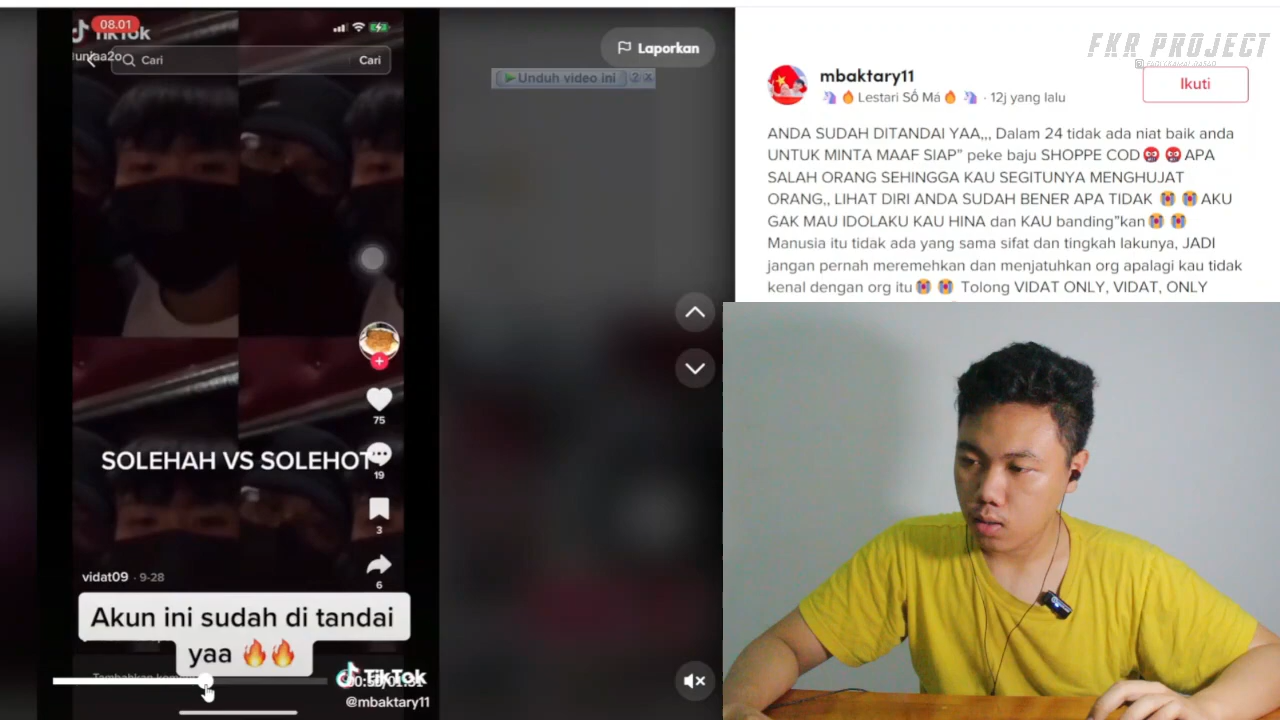 08.01
TikTok
Cari
Cari
Laporkan
Unduh video ini
FKR PROJECT
mbaktary11
Lestari Số Má · 12j yang lalu
Ikuti
ANDA SUDAH DITANDAI YAA,,, Dalam 24 tidak ada niat baik anda
UNTUK MINTA MAAF SIAP" peke baju SHOPPE COD👹 👹 APA
SALAH ORANG SEHINGGA KAU SEGITUNYA MENGHUJAT
ORANG,, LIHAT DIRI ANDA SUDAH BENER APA TIDAK 😭 😭 AKU
GAK MAU IDOLAKU KAU HINA dan KAU banding"kan😭 😭
Manusia itu tidak ada yang sama sifat dan tingkah lakunya, JADI
jangan pernah meremehkan dan menjatuhkan org apalagi kau tidak
kenal dengan org itu😭 😭 Tolong VIDAT ONLY, VIDAT, ONLY
75
SOLEHAH VS SOLEHOT
19
3
6
vidat09 · 9-28
Akun ini sudah di tandai
yaa 🔥🔥
TikTok
@mbaktary11